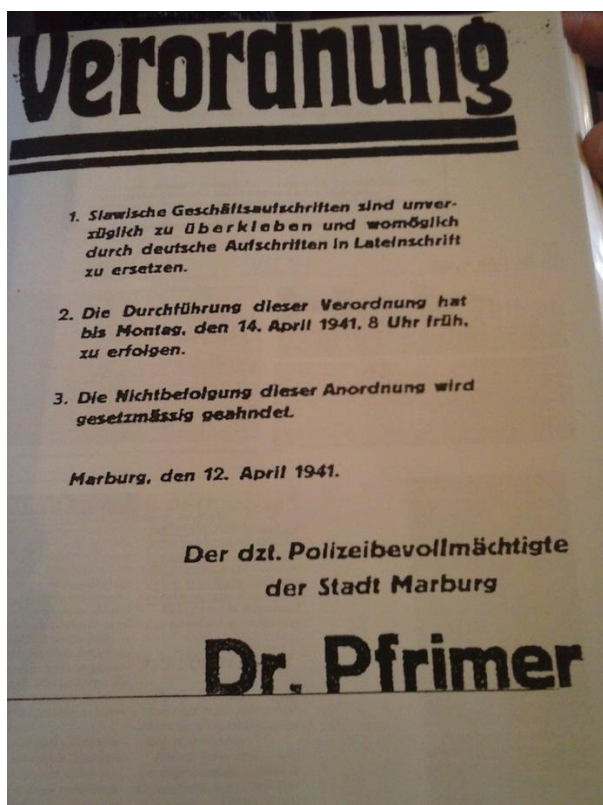 Verordnung
1. Slawische Geschäftsaufschriften sind unver-
züglich zu überkleben und womöglich
durch deutsche Aufschriften in Lateinschrift
zu ersetzen.
2. Die Durchführung dieser Verordnung hat
bis Montag, den 14. April 1941, 8 Uhr früh,
zu erfolgen.
3. Die Nichtbefolgung dieser Anordnung wird
gesetzmässig geahndet.
Marburg, den 12. April 1941.
Der dzt. Polizeibevollmächtigte
der Stadt Marburg
Dr. Pfrimer